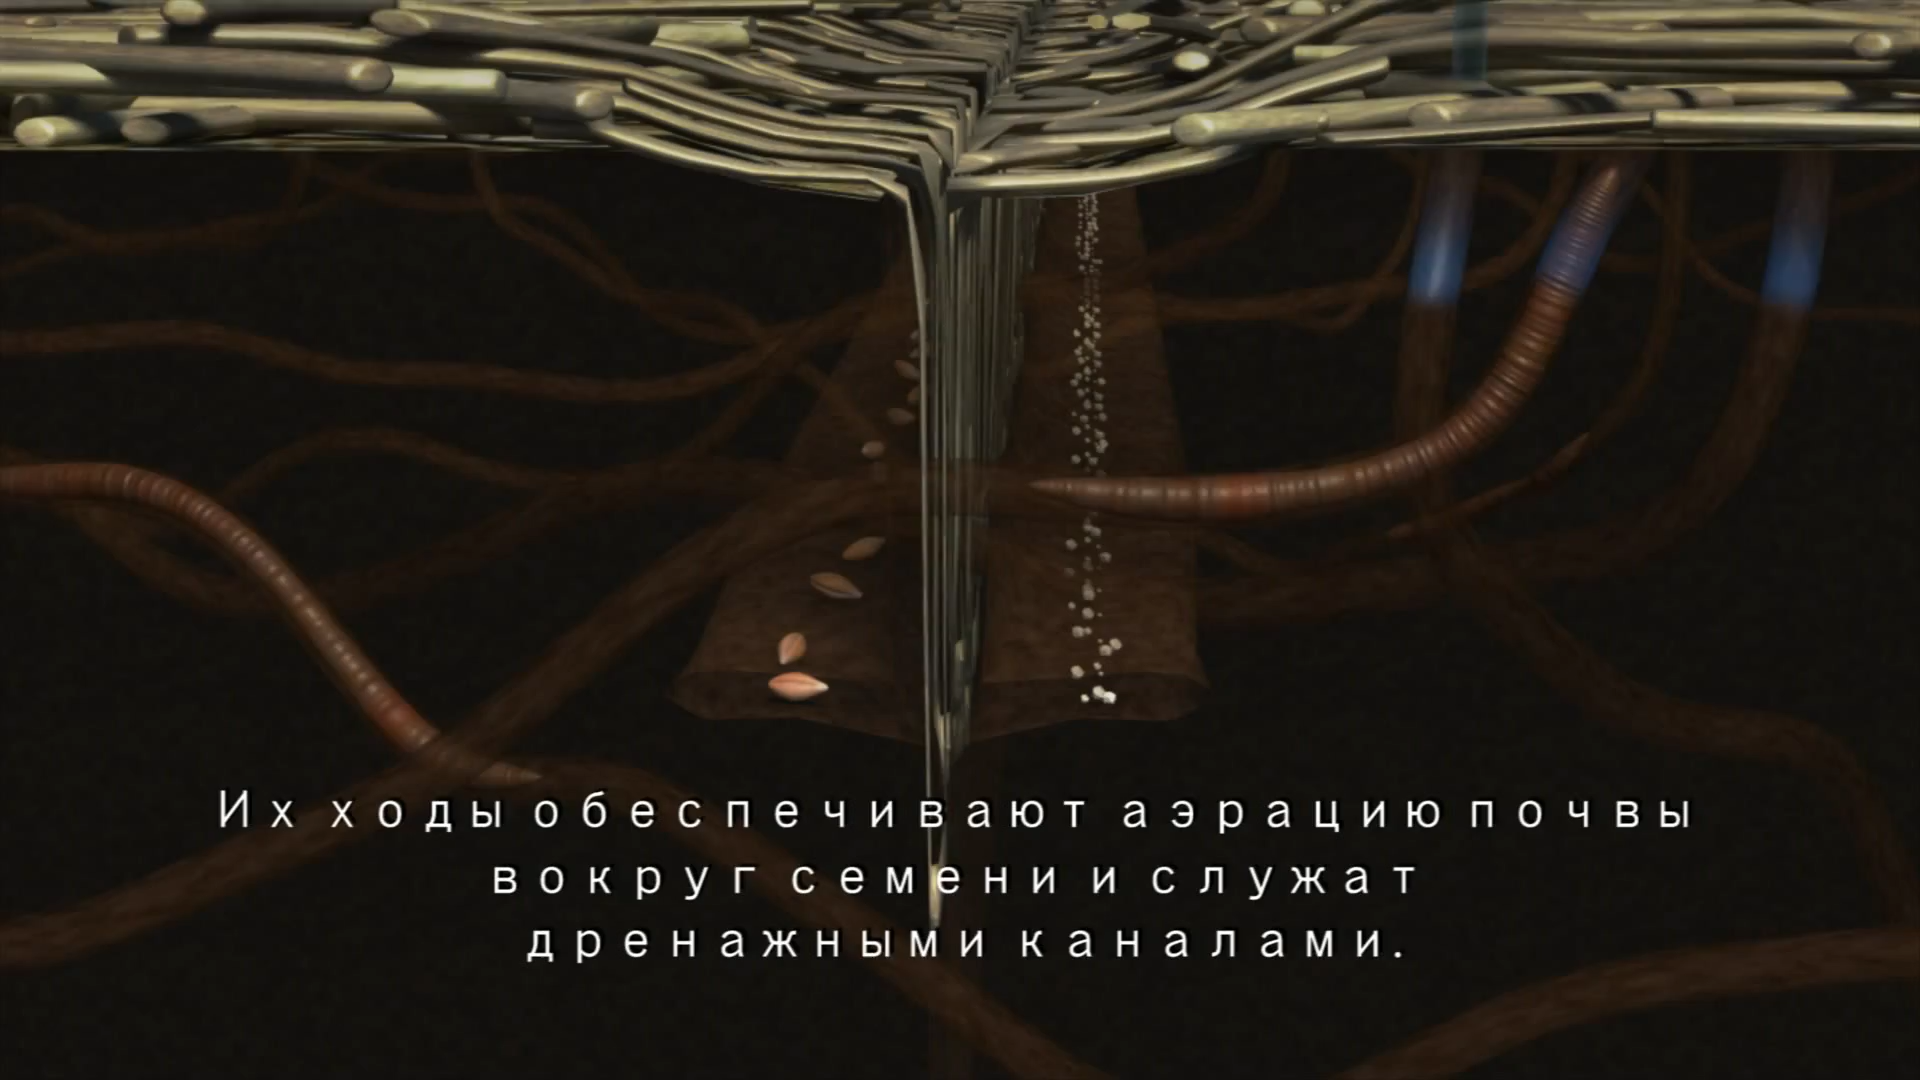 Их ходы обеспечивают аэрацию почвы
вокруг семени и служат
дренажными каналами.